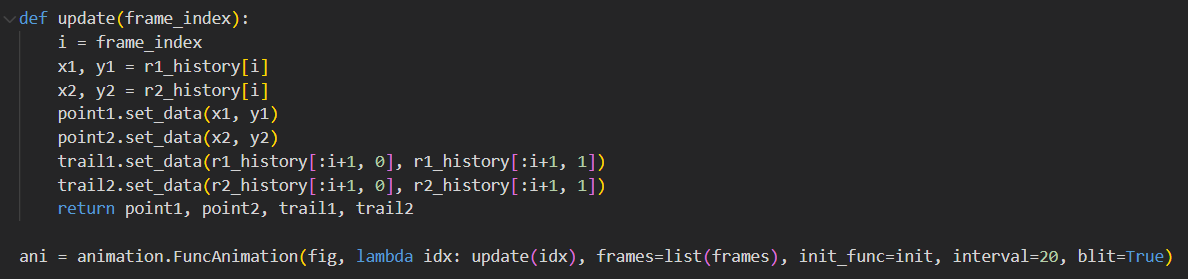 def update(frame_index):
    i = frame_index
    x1, y1 = r1_history[i]
    x2, y2 = r2_history[i]
    point1.set_data(x1, y1)
    point2.set_data(x2, y2)
    trail1.set_data(r1_history[:i+1, 0], r1_history[:i+1, 1])
    trail2.set_data(r2_history[:i+1, 0], r2_history[:i+1, 1])
    return point1, point2, trail1, trail2
ani = animation.FuncAnimation(fig, lambda idx: update(idx), frames=list(frames), init_func=init, interval=20, blit=True)